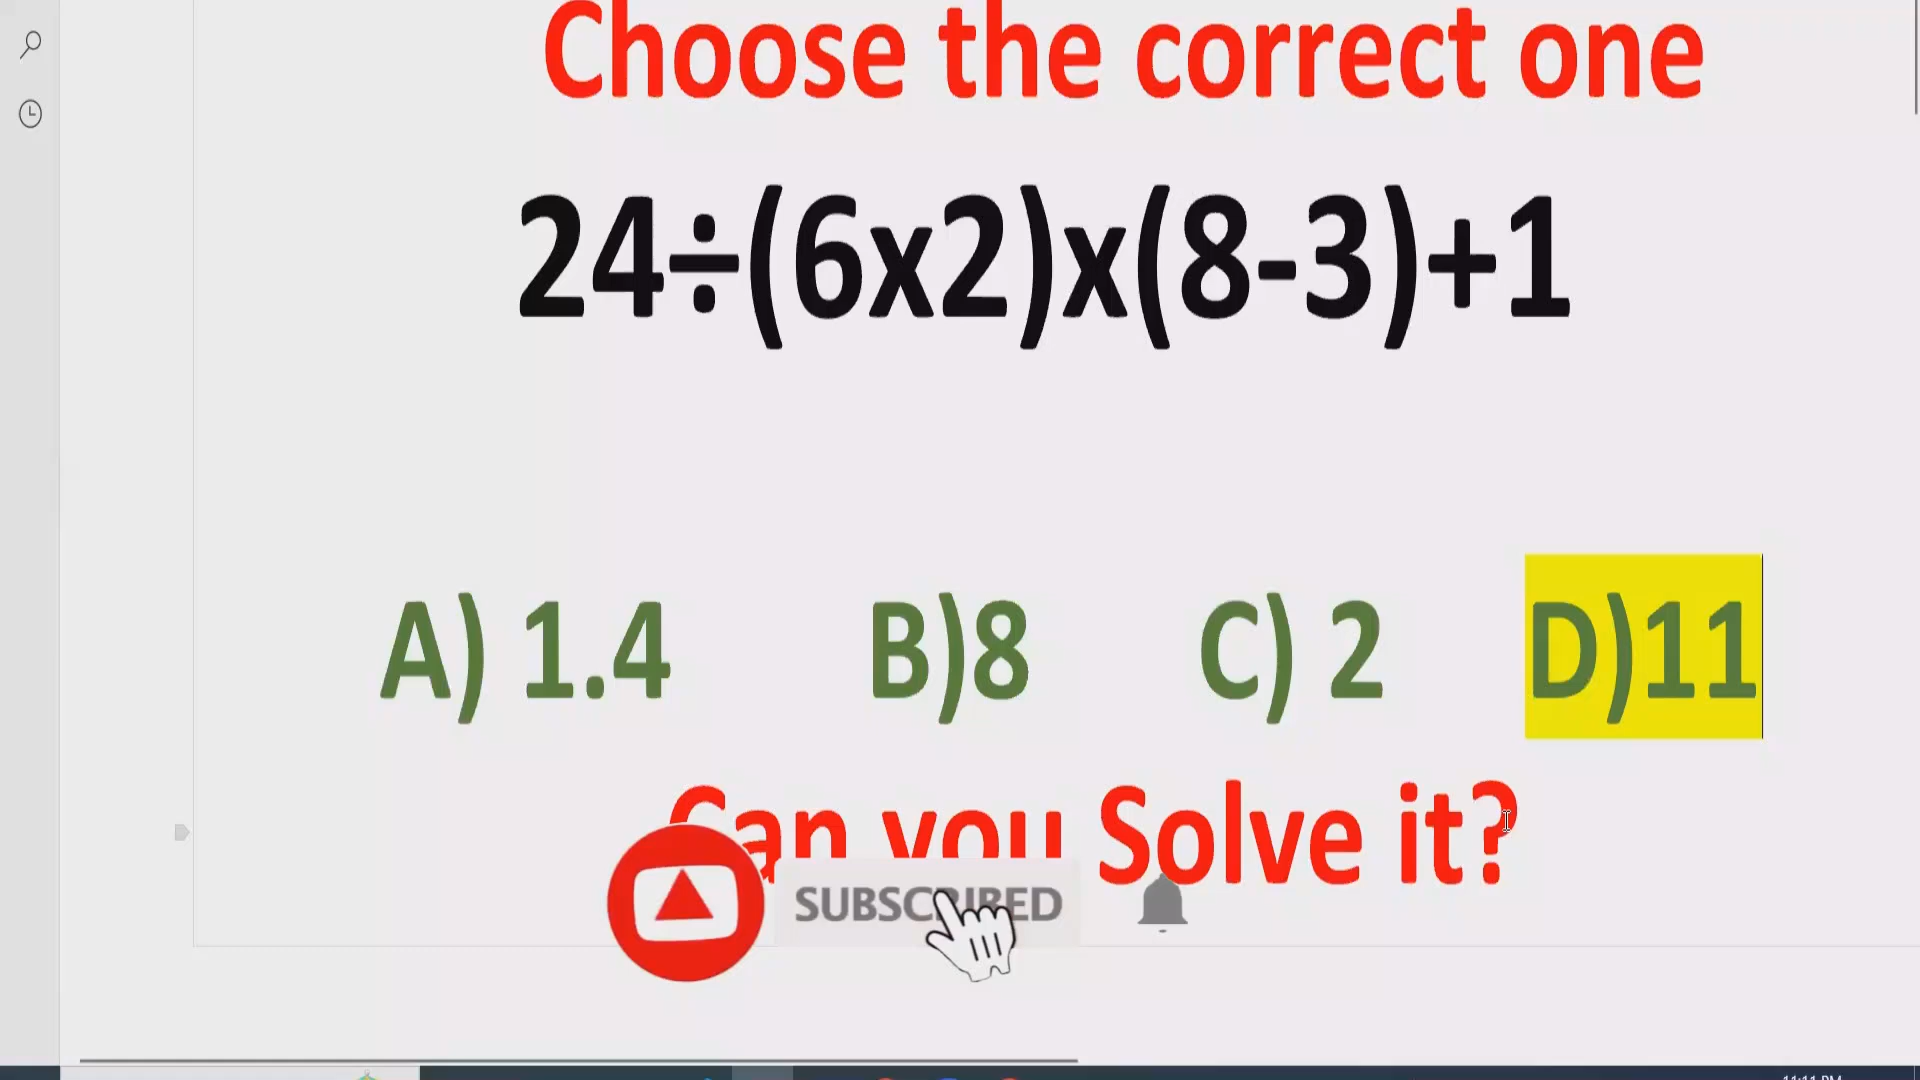 Choose the correct one
24÷(6x2)x(8-3)+1
A) 1.4 B)8 C) 2 D)11
Can you Solve it?
SUBSCRIBED